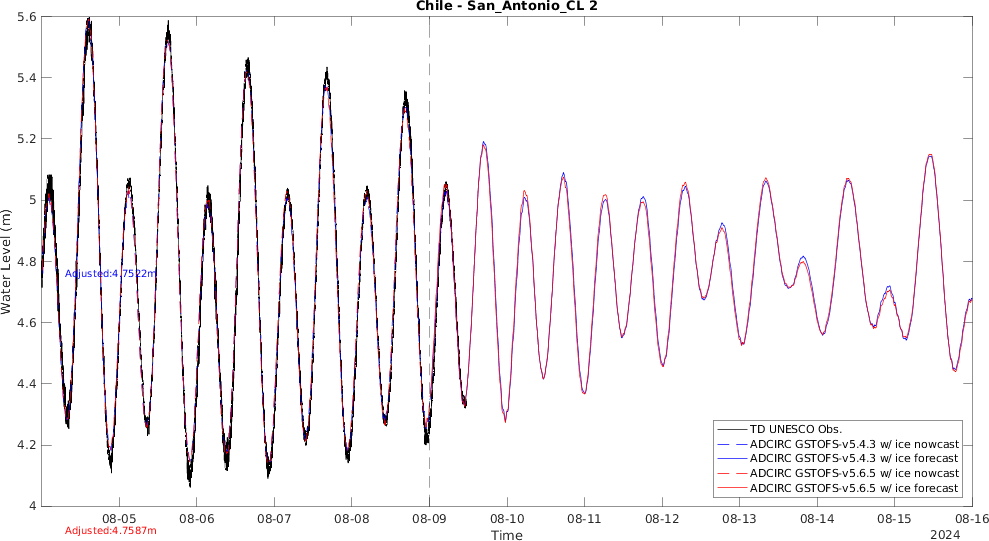 Chile - San_Antonio_CL 2
Water Level (m)
5.6
5.4
5.2
5
4.8
4.6
4.4
4.2
4
Adjusted:4.7522m
TD UNESCO Obs.
ADCIRC GSTOFS-v5.4.3 w/ ice nowcast
ADCIRC GSTOFS-v5.4.3 w/ ice forecast
ADCIRC GSTOFS-v5.6.5 w/ ice nowcast
ADCIRC GSTOFS-v5.6.5 w/ ice forecast
08-05 08-06 08-07 08-08 08-09 08-10 08-11 08-12 08-13 08-14 08-15 08-16
Adjusted:4.7587m
Time
2024